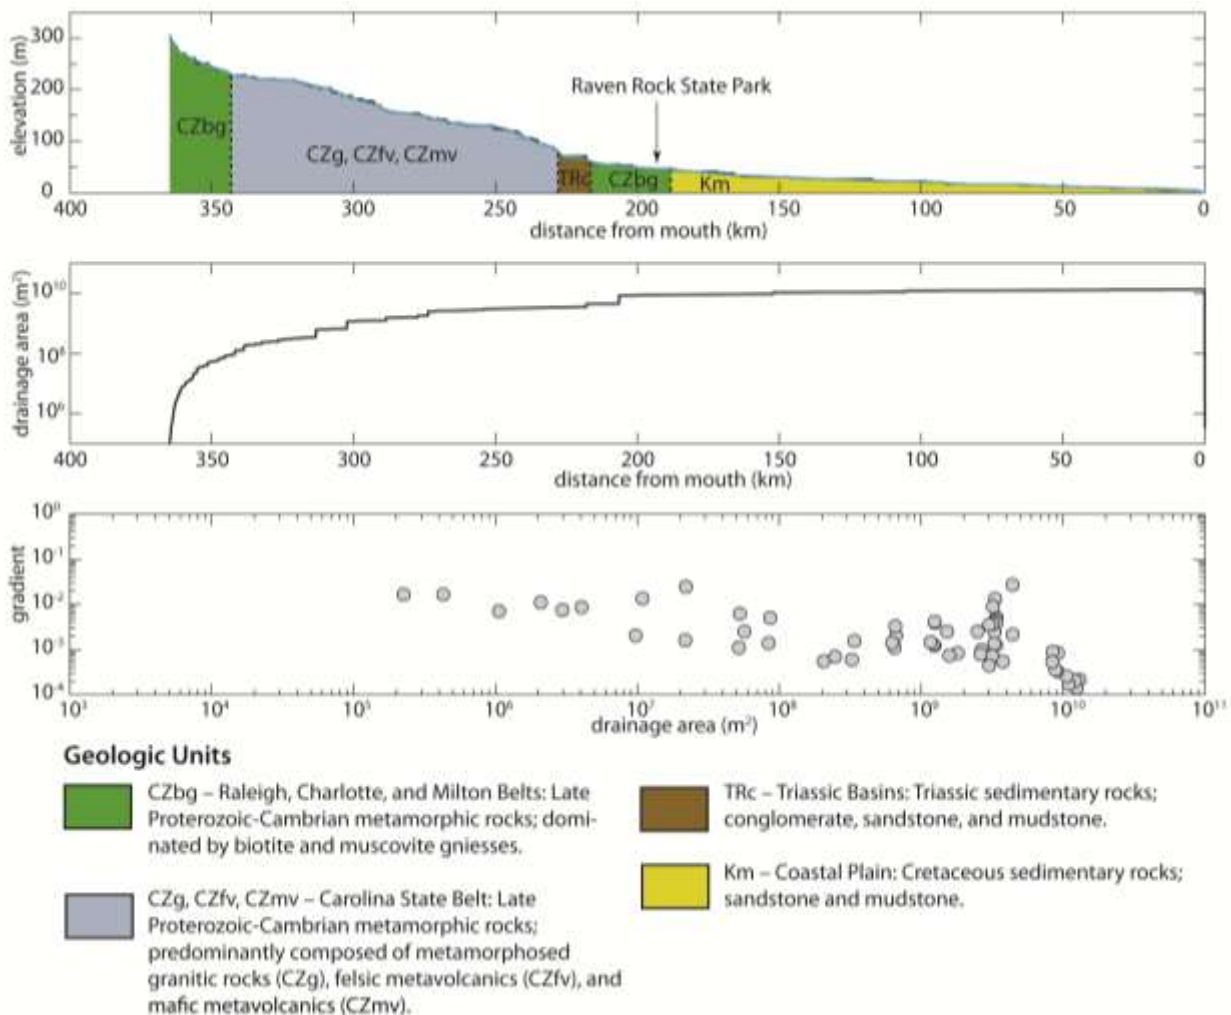 300
200
100
0
elevation (m)
Raven Rock State Park
CZbg
CZg, CZfv, CZmv
TRc
CZbg
Km
400 350 300 250 200 150 100 50 0
distance from mouth (km)
10¹⁰
10⁸
10⁶
drainage area (m²)
400 350 300 250 200 150 100 50 0
distance from mouth (km)
10⁰
10⁻¹
10⁻²
10⁻³
10⁻⁴
gradient
10³ 10⁴ 10⁵ 10⁶ 10⁷ 10⁸ 10⁹ 10¹⁰ 10¹¹
drainage area (m²)
Geologic Units
CZbg – Raleigh, Charlotte, and Milton Belts: Late
Proterozoic-Cambrian metamorphic rocks; domi-
nated by biotite and muscovite gniesses.
CZg, CZfv, CZmv – Carolina State Belt: Late
Proterozoic-Cambrian metamorphic rocks;
predominantly composed of metamorphosed
granitic rocks (CZg), felsic metavolcanics (CZfv), and
mafic metavolcanics (CZmv).
TRc – Triassic Basins: Triassic sedimentary rocks;
conglomerate, sandstone, and mudstone.
Km – Coastal Plain: Cretaceous sedimentary rocks;
sandstone and mudstone.